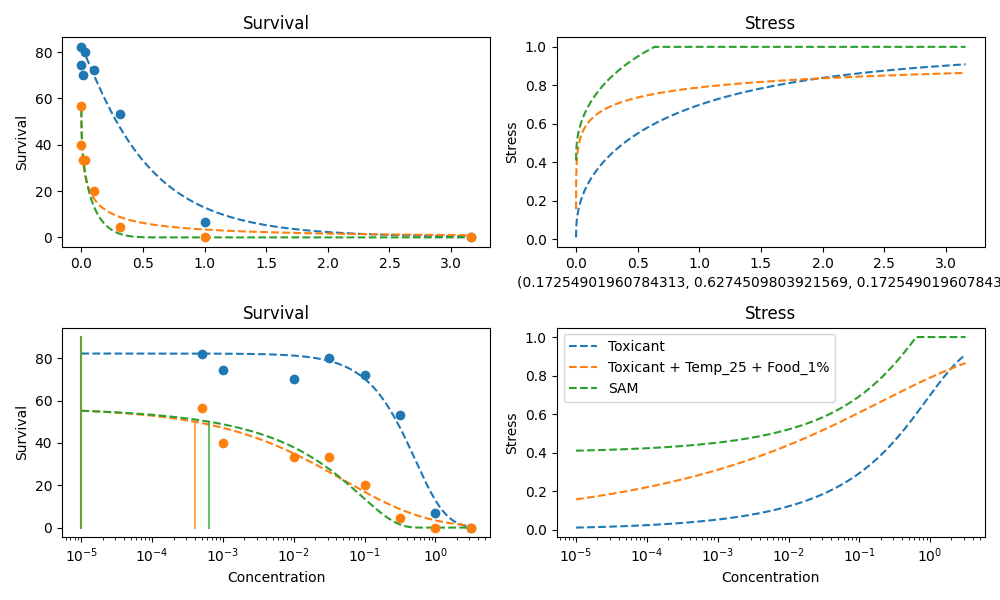 Survival
Stress
Survival
80
60
40
20
0
0.0 0.5 1.0 1.5 2.0 2.5 3.0
Stress
1.0
0.8
0.6
0.4
0.2
0.0
0.0 0.5 1.0 1.5 2.0 2.5 3.0
(0.17254901960784313, 0.6274509803921569, 0.172549019607843
Survival
Stress
Survival
80
60
40
20
0
10⁻⁵ 10⁻⁴ 10⁻³ 10⁻² 10⁻¹ 10⁰
Concentration
Stress
1.0
0.8
0.6
0.4
0.2
0.0
Toxicant
Toxicant + Temp_25 + Food_1%
SAM
10⁻⁵ 10⁻⁴ 10⁻³ 10⁻² 10⁻¹ 10⁰
Concentration